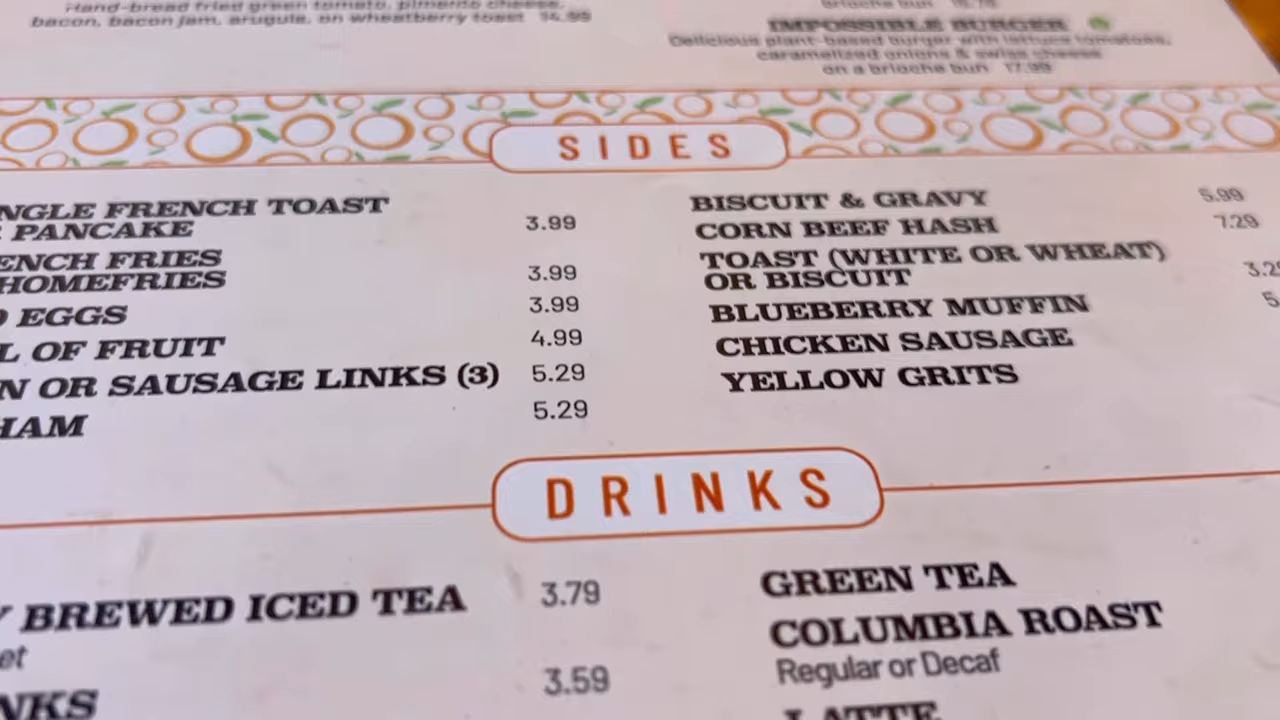 Hand-bread fried green tomato, pimento cheese,
bacon, bacon jam, arugula, on wheatberry toast 14.99
IMPOSSIBLE BURGER
Delicious plant-based burger with lettuce tomatoes,
caramelized onions & swiss cheese
on a brioche bun 17.99
SIDES
NGLE FRENCH TOAST
PANCAKE 3.99
ENCH FRIES
HOMEFRIES 3.99
EGGS 3.99
L OF FRUIT 4.99
N OR SAUSAGE LINKS (3) 5.29
HAM 5.29
BISCUIT & GRAVY 5.99
CORN BEEF HASH 7.29
TOAST (WHITE OR WHEAT)
OR BISCUIT 3.2
BLUEBERRY MUFFIN 5.
CHICKEN SAUSAGE
YELLOW GRITS
DRINKS
Y BREWED ICED TEA 3.79
et
NKS 3.59
GREEN TEA
COLUMBIA ROAST
Regular or Decaf
LATTE